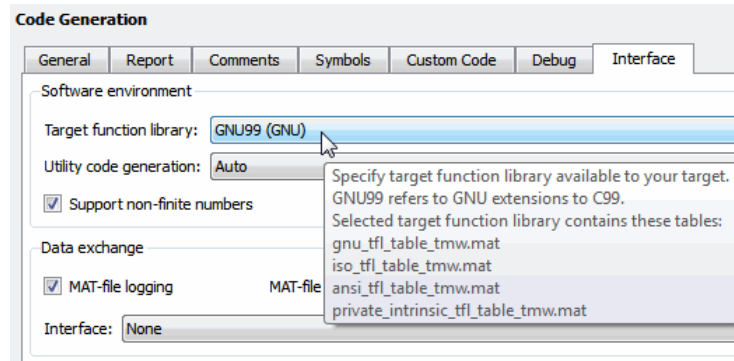 Code Generation
General Report Comments Symbols Custom Code Debug Interface
Software environment
Target function library: GNU99 (GNU)
Utility code generation: Auto
Specify target function library available to your target.
GNU99 refers to GNU extensions to C99.
Support non-finite numbers
Selected target function library contains these tables:
gnu_tfl_table_tmw.mat
Data exchange
iso_tfl_table_tmw.mat
MAT-file logging MAT-file
ansi_tfl_table_tmw.mat
private_intrinsic_tfl_table_tmw.mat
Interface: None